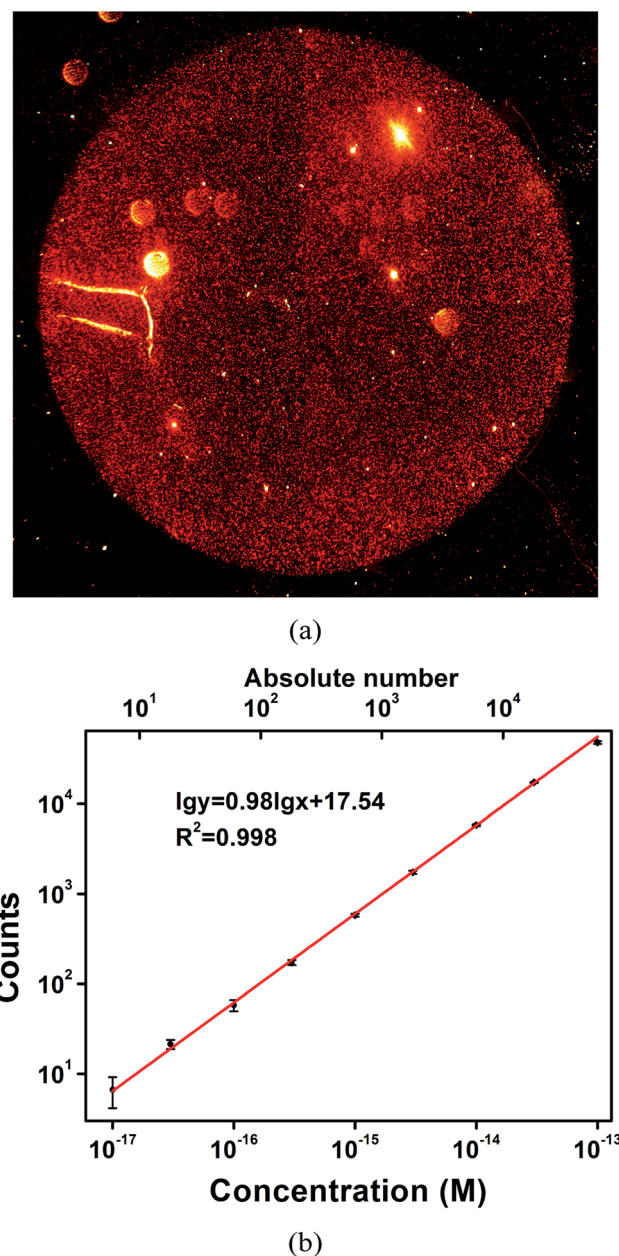 (a)
Absolute number
10¹ 10² 10³ 10⁴
lgy=0.98lgx+17.54
R²=0.998
Counts
10⁴
10³
10²
10¹
10⁻¹⁷ 10⁻¹⁶ 10⁻¹⁵ 10⁻¹⁴ 10⁻¹³
Concentration (M)
(b)